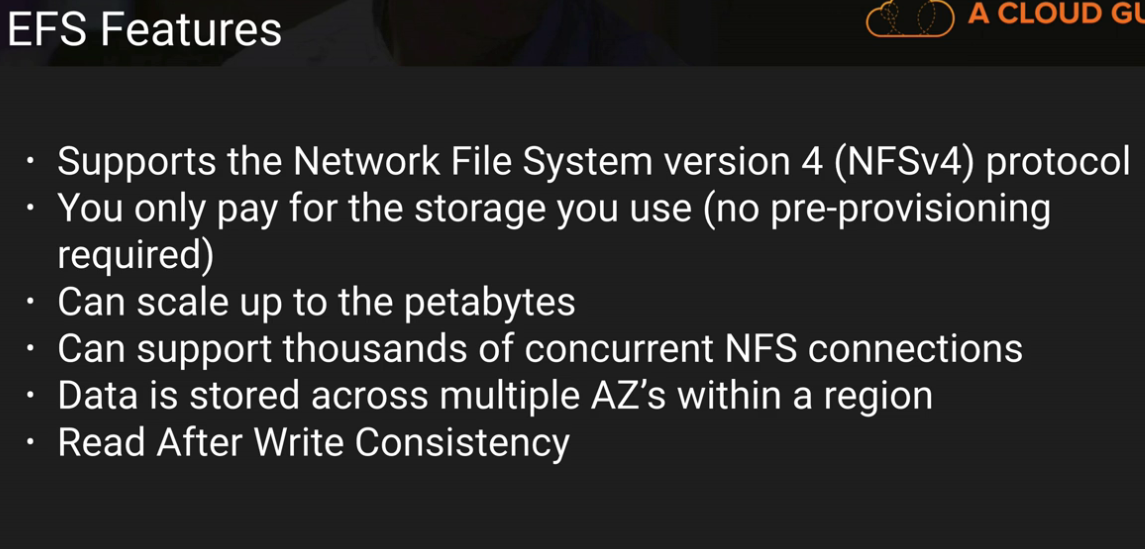 EFS Features
A CLOUD GU
· Supports the Network File System version 4 (NFSv4) protocol
· You only pay for the storage you use (no pre-provisioning
required)
· Can scale up to the petabytes
· Can support thousands of concurrent NFS connections
· Data is stored across multiple AZ’s within a region
· Read After Write Consistency